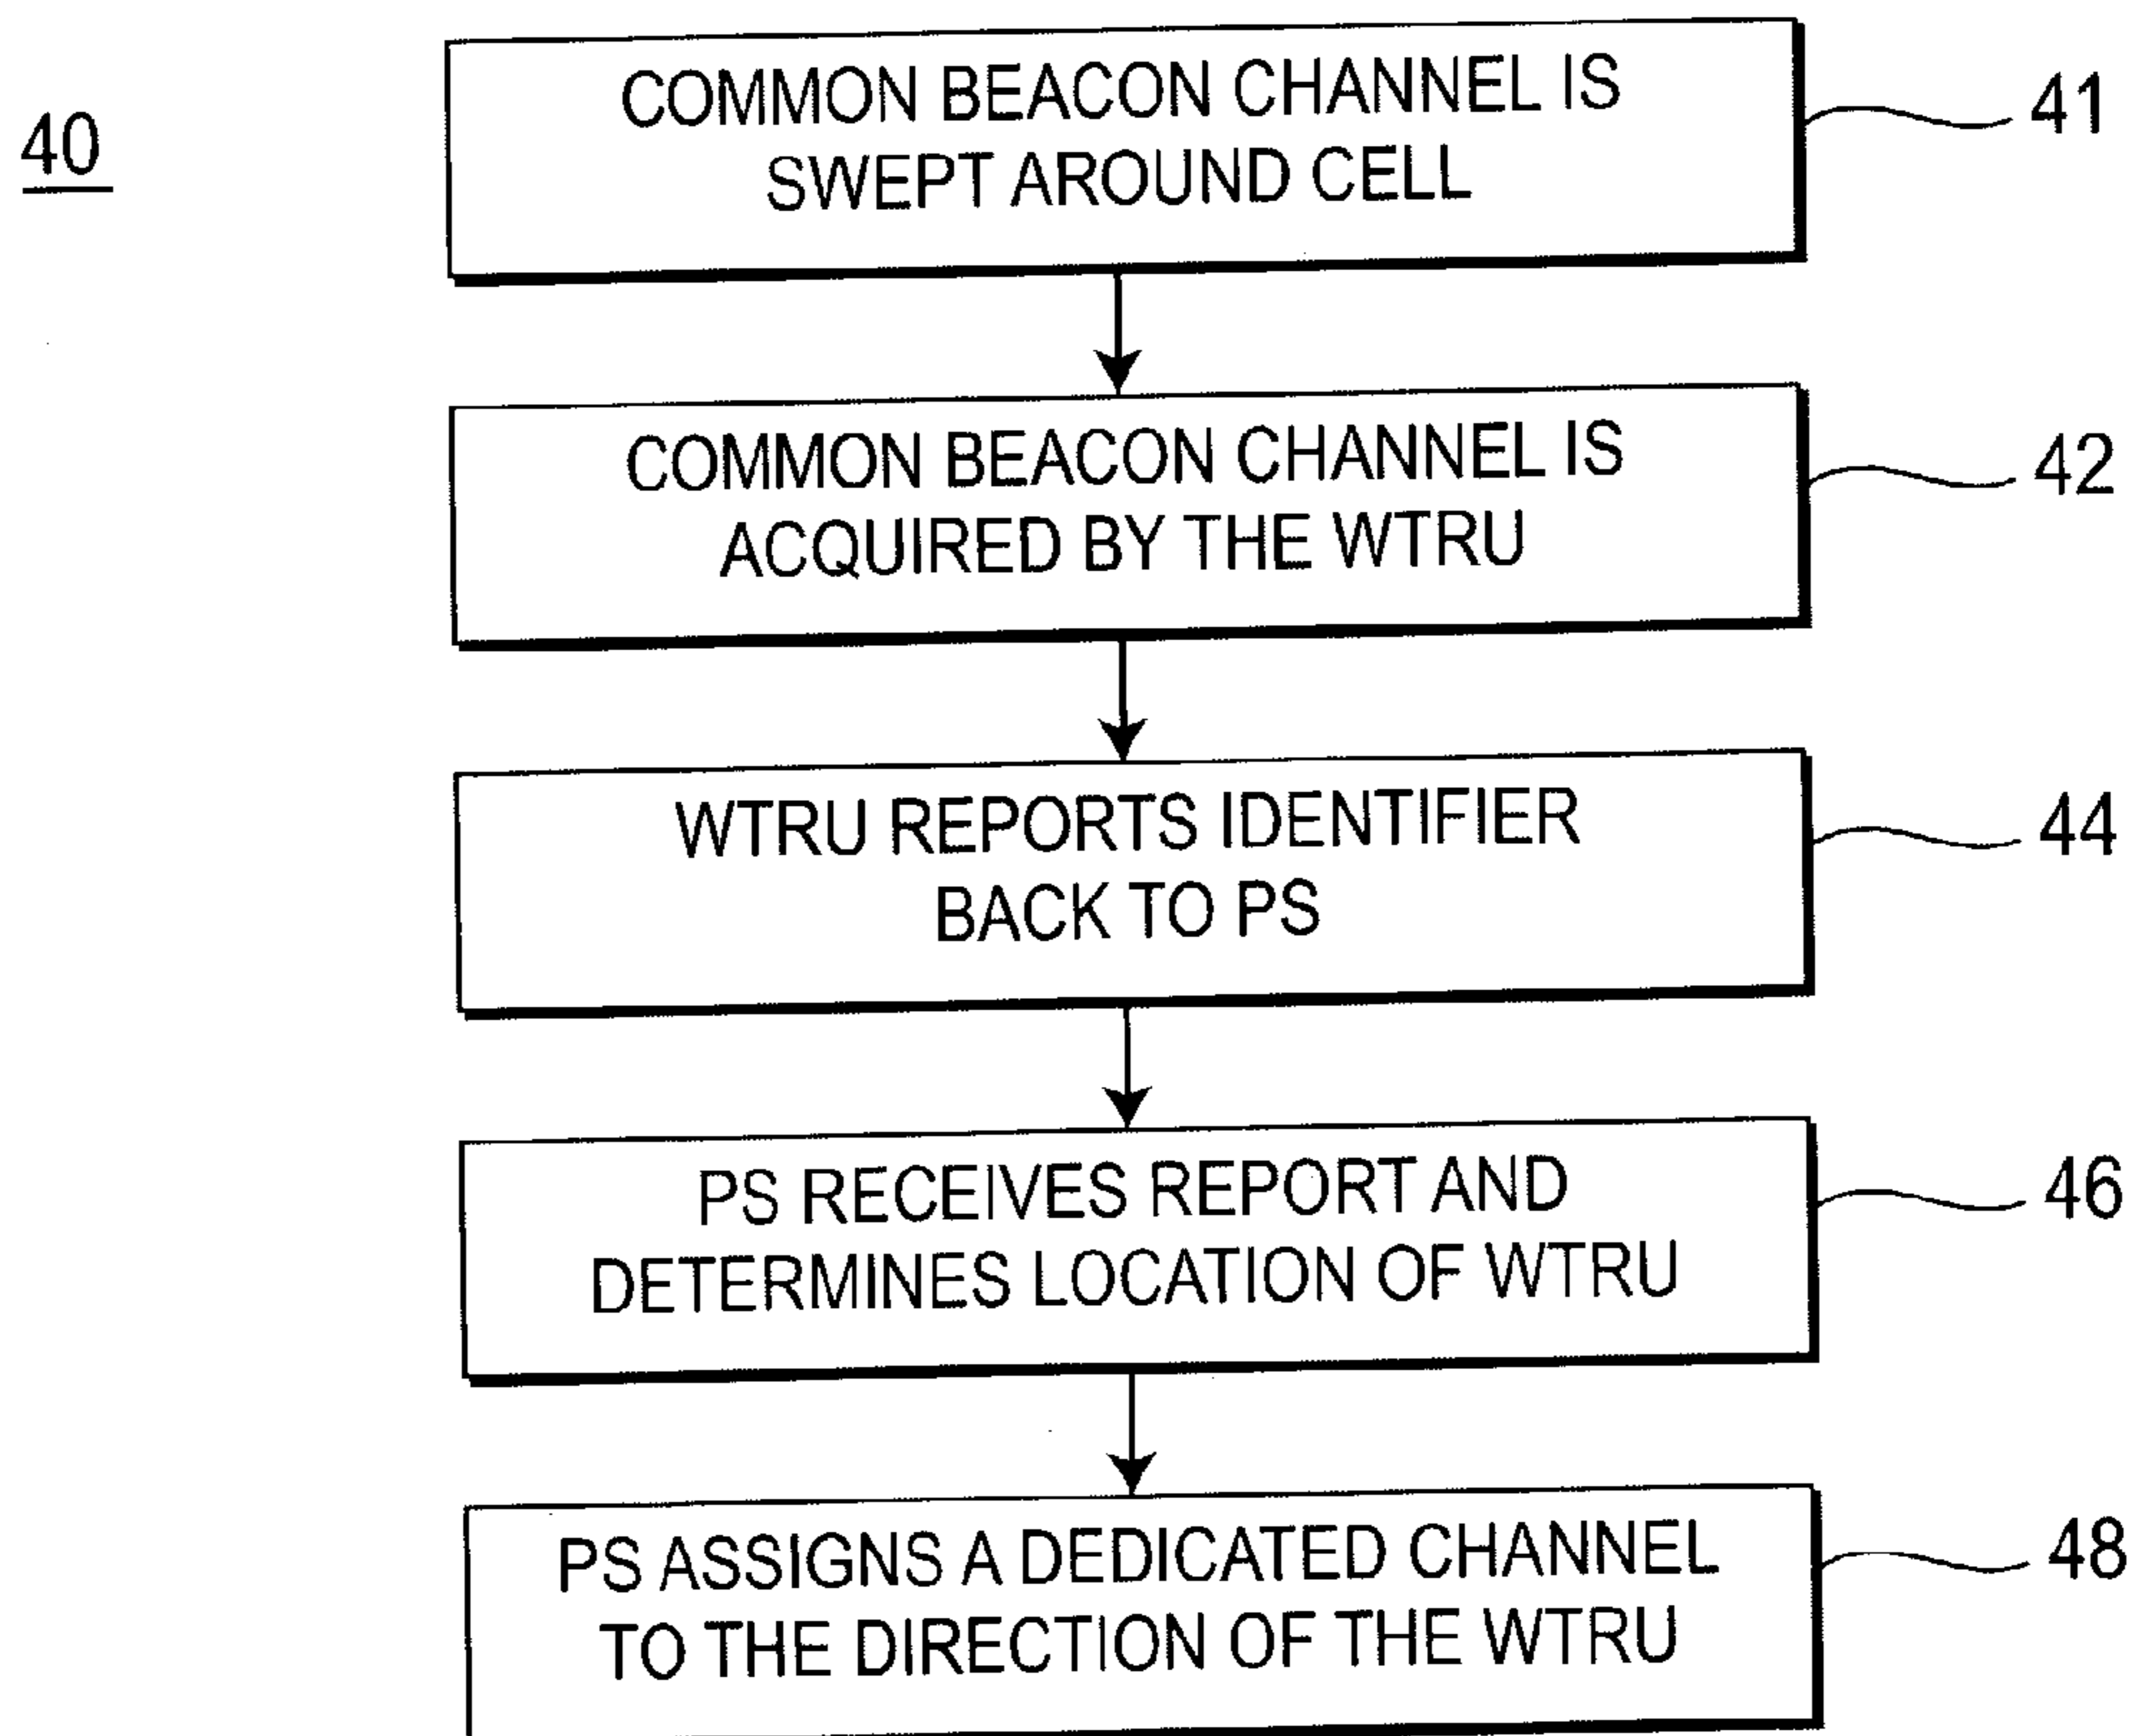 40
COMMON BEACON CHANNEL IS
SWEPT AROUND CELL
41
COMMON BEACON CHANNEL IS
ACQUIRED BY THE WTRU
42
WTRU REPORTS IDENTIFIER
BACK TO PS
44
PS RECEIVES REPORT AND
DETERMINES LOCATION OF WTRU
46
PS ASSIGNS A DEDICATED CHANNEL
TO THE DIRECTION OF THE WTRU
48